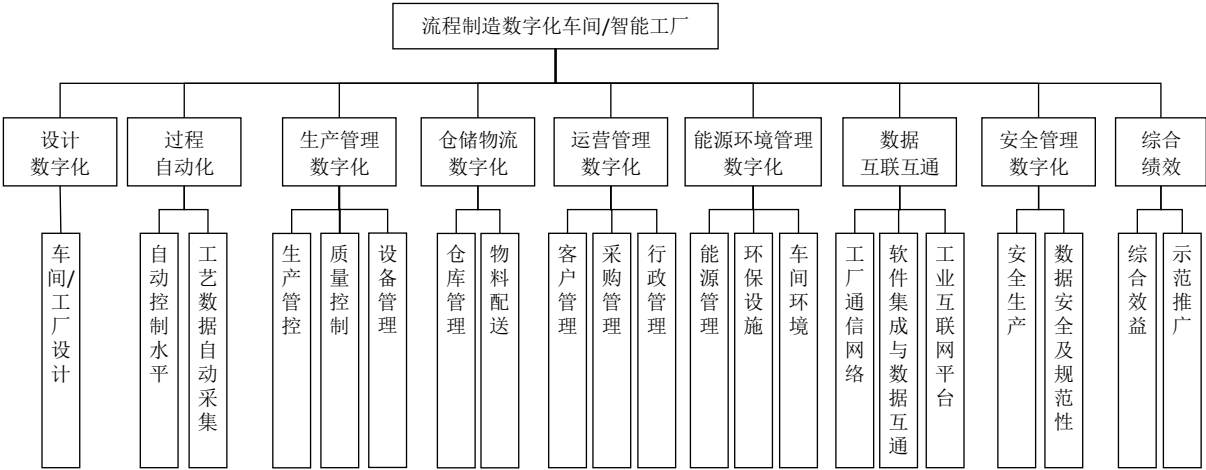 流程制造数字化车间/智能工厂
设计
数字化
过程
自动化
生产管理
数字化
仓储物流
数字化
运营管理
数字化
能源环境管理
数字化
数据
互联互通
安全管理
数字化
综合
绩效
车间/工厂设计
自动控制水平
工艺数据自动采集
生产管控
质量控制
设备管理
仓库管理
物料配送
客户管理
采购管理
行政管理
能源管理
环保设施
车间环境
工厂通信网络
软件集成与数据互通
工业互联网平台
安全生产
数据安全及规范性
综合效益
示范推广